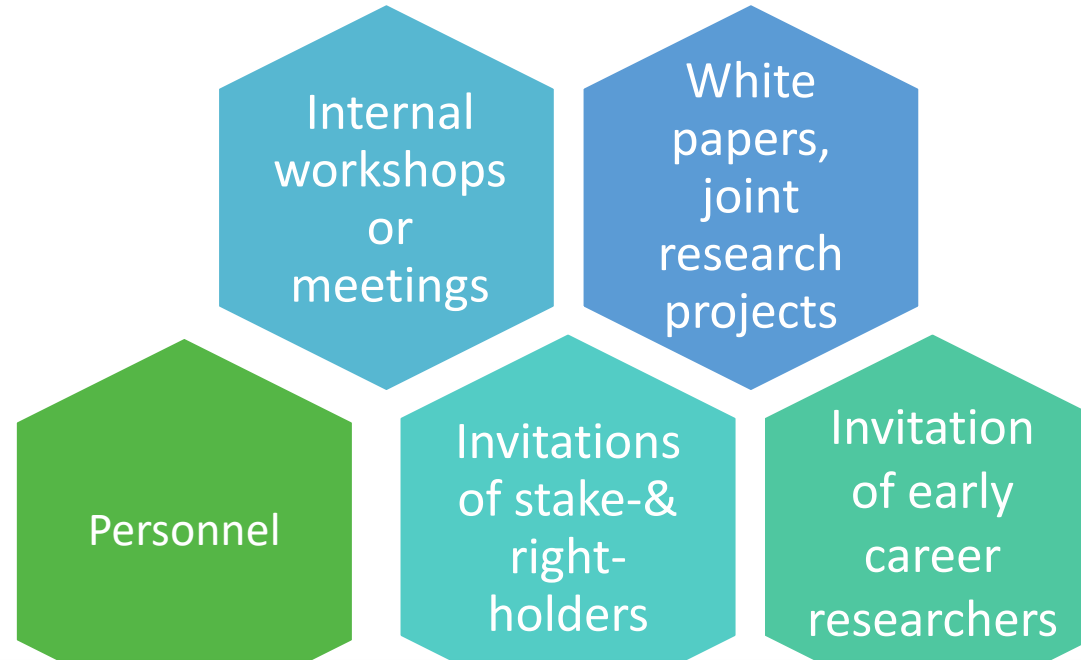 Internal
workshops
or
meetings
White
papers,
joint
research
projects
Personnel
Invitations
of stake-&
right-
holders
Invitation
of early
career
researchers